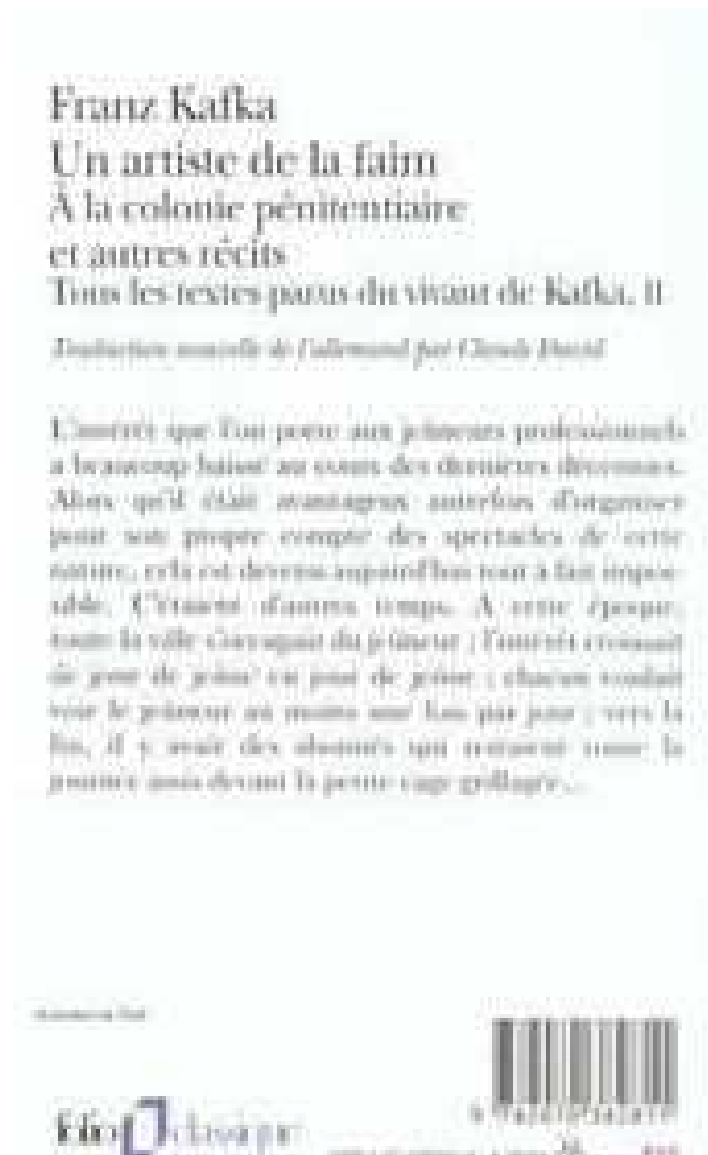 Franz Kafka
Un artiste de la faim
À la colonie pénitentiaire
et autres récits
Tous les textes parus du vivant de Kafka, II
Traduction nouvelle de l'allemand par Claude David
L'intérêt que l'on porte aux jeûneurs professionnels
a beaucoup baissé au cours des dernières décennies.
Alors qu'il était avantageux autrefois d'organiser
pour son propre compte des spectacles de cette
nature, cela est devenu aujourd'hui tout à fait impos-
sible. C'étaient d'autres temps. À cette époque,
toute la ville s'occupait du jeûneur ; l'intérêt croissait
de jour de jeûne en jour de jeûne ; chacun voulait
voir le jeûneur au moins une fois par jour ; vers la
fin, il y avait des abonnés qui restaient toute la
journée assis devant la petite cage grillagée...
folio classique